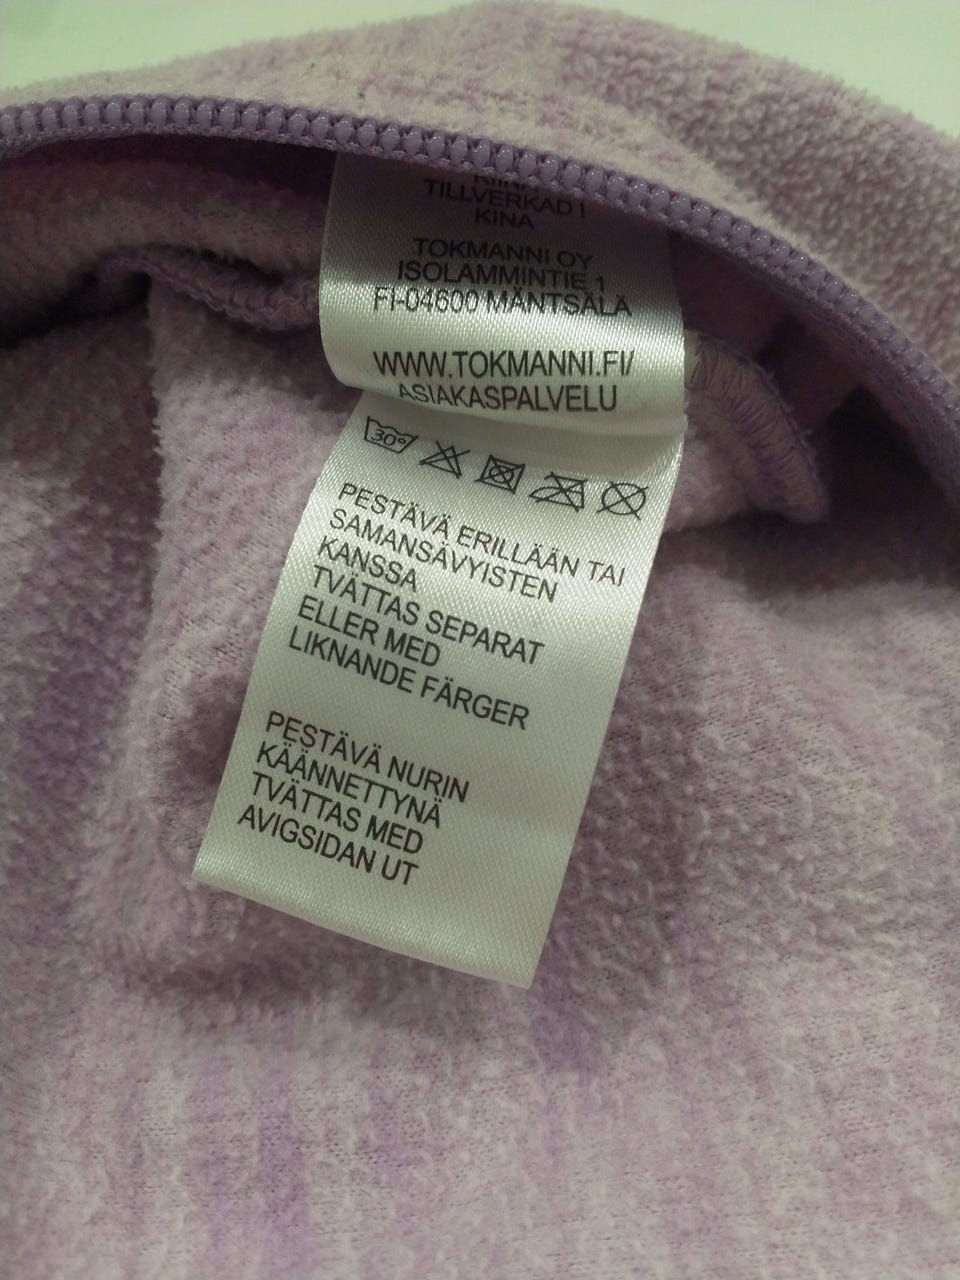 KIINA
TILLVERKAD I
KINA
TOKMANNI OY
ISOLAMMINTIE 1
FI-04600 MÄNTSÄLÄ
WWW.TOKMANNI.FI/
ASIAKASPALVELU
30°
PESTÄVÄ ERILLÄÄN TAI
SAMANSÄVYISTEN
KANSSA
TVÄTTAS SEPARAT
ELLER MED
LIKNANDE FÄRGER
PESTÄVÄ NURIN
KÄÄNNETTYNÄ
TVÄTTAS MED
AVIGSIDAN UT